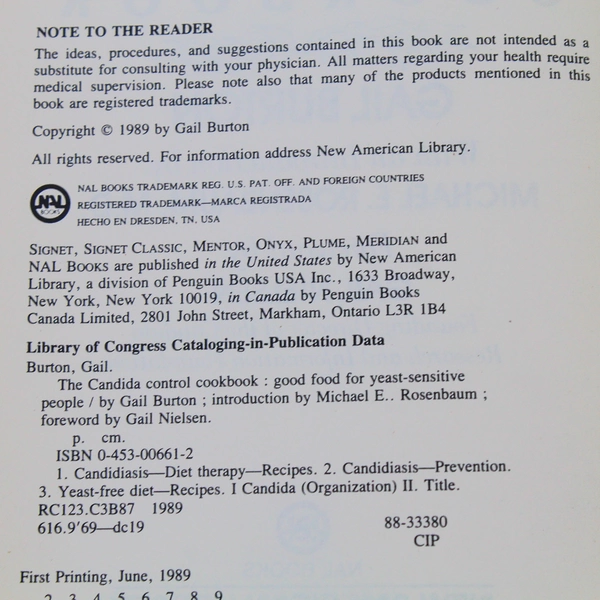 NOTE TO THE READER
The ideas, procedures, and suggestions contained in this book are not intended as a
substitute for consulting with your physician. All matters regarding your health require
medical supervision. Please note also that many of the products mentioned in this
book are registered trademarks.
Copyright © 1989 by Gail Burton
All rights reserved. For information address New American Library.
NAL BOOKS
NAL BOOKS TRADEMARK REG. U.S. PAT. OFF. AND FOREIGN COUNTRIES
REGISTERED TRADEMARK—MARCA REGISTRADA
HECHO EN DRESDEN, TN. USA
SIGNET, SIGNET CLASSIC, MENTOR, ONYX, PLUME, MERIDIAN and
NAL BOOKS are published in the United States by New American
Library, a division of Penguin Books USA Inc., 1633 Broadway,
New York, New York 10019, in Canada by Penguin Books
Canada Limited, 2801 John Street, Markham, Ontario L3R 1B4
Library of Congress Cataloging-in-Publication Data
Burton, Gail.
The Candida control cookbook : good food for yeast-sensitive
people / by Gail Burton ; introduction by Michael E.. Rosenbaum ;
foreword by Gail Nielsen.
p. cm.
ISBN 0-453-00661-2
1. Candidiasis—Diet therapy—Recipes. 2. Candidiasis—Prevention.
3. Yeast-free diet—Recipes. I Candida (Organization) II. Title.
RC123.C3B87 1989
616.9'69—dc19 88-33380
CIP
First Printing, June, 1989
2 3 4 5 6 7 8 9